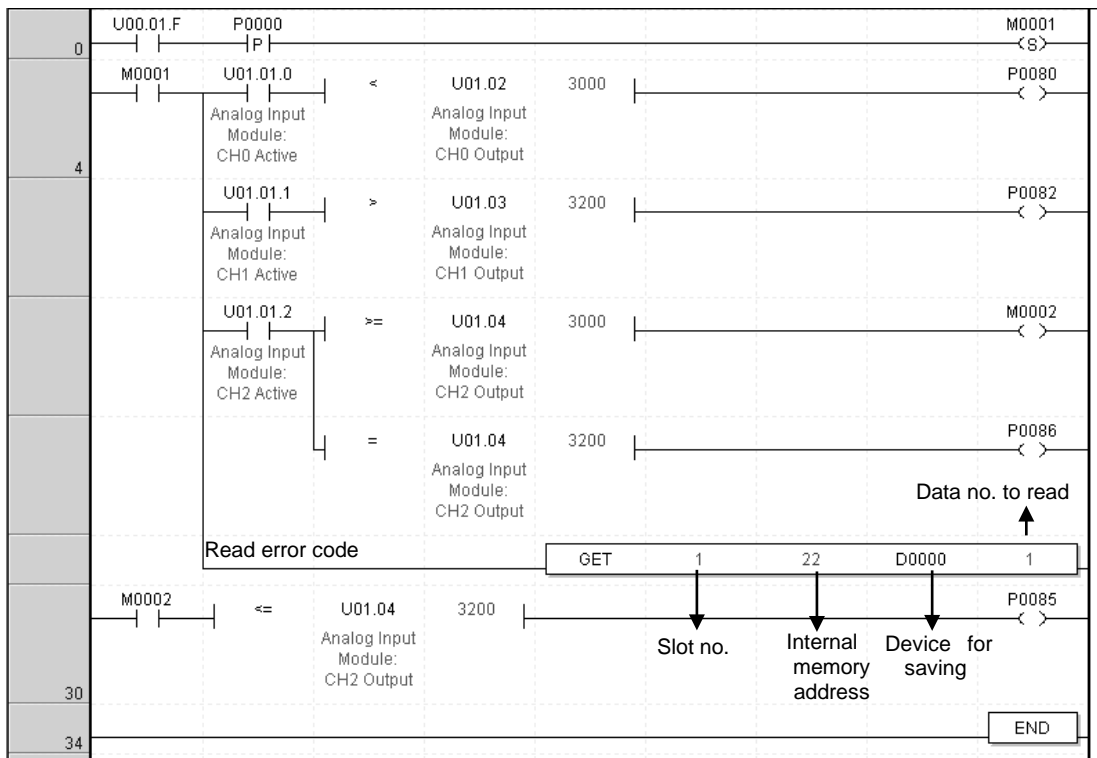 U00.01.F P0000 M0001
P S
0
M0001 U01.01.0 < U01.02 3000 P0080
Analog Input Analog Input
Module: Module:
CH0 Active CH0 Output
4
U01.01.1 > U01.03 3200 P0082
Analog Input Analog Input
Module: Module:
CH1 Active CH1 Output
U01.01.2 >= U01.04 3000 M0002
Analog Input Analog Input
Module: Module:
CH2 Active CH2 Output
= U01.04 3200 P0086
Analog Input
Module:
CH2 Output
Data no. to read
Read error code
GET 1 22 D0000 1
M0002 <= U01.04 3200 P0085
Analog Input
Module:
CH2 Output
Slot no.
Internal
memory
address
Device for
saving
30
END
34